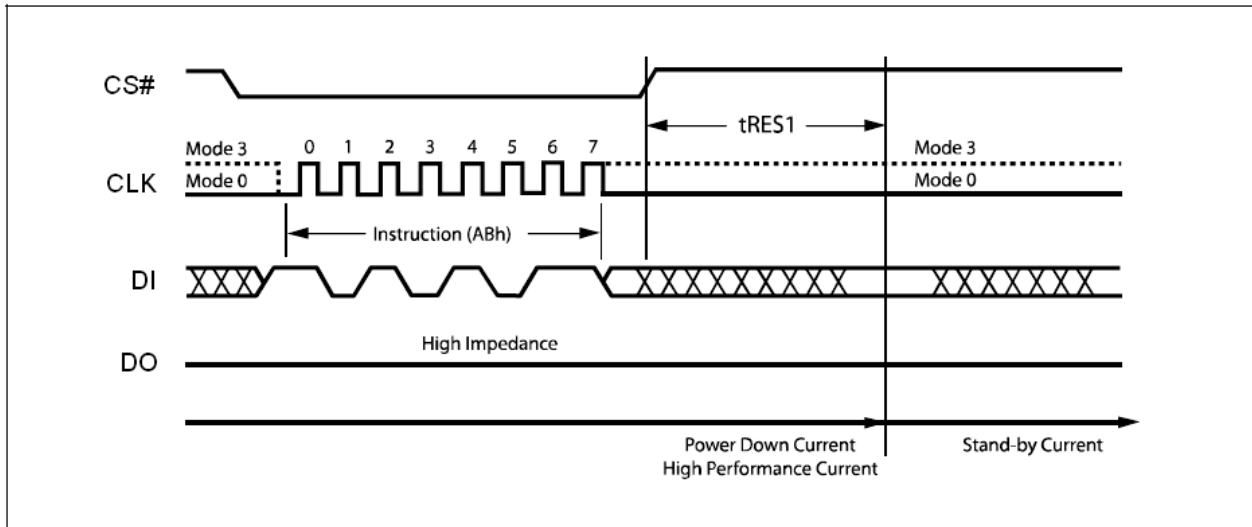 CS#
tRES1
Mode 3
0 1 2 3 4 5 6 7
Mode 3
CLK
Mode 0
Mode 0
Instruction (ABh)
DI
High Impedance
DO
Power Down Current
High Performance Current
Stand-by Current